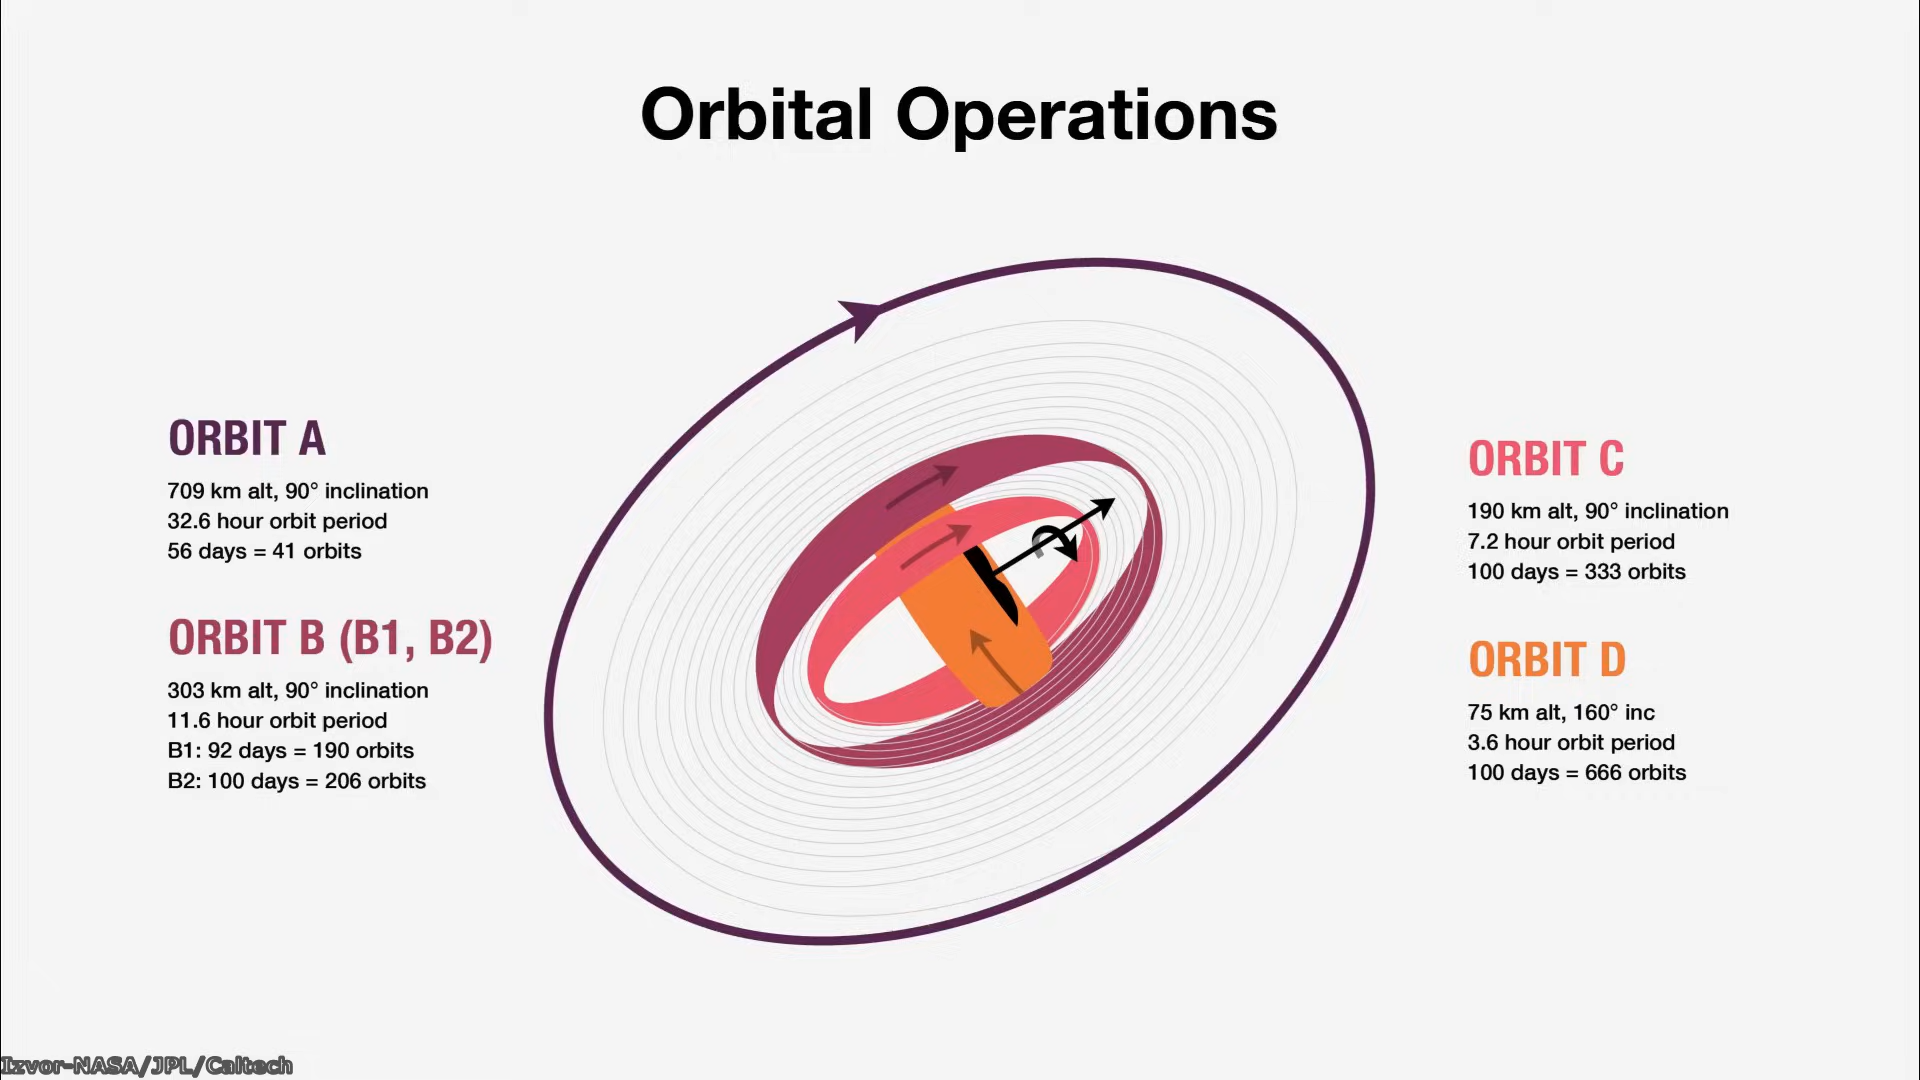 Orbital Operations
ORBIT A
709 km alt, 90° inclination
32.6 hour orbit period
56 days = 41 orbits
ORBIT B (B1, B2)
303 km alt, 90° inclination
11.6 hour orbit period
B1: 92 days = 190 orbits
B2: 100 days = 206 orbits
ORBIT C
190 km alt, 90° inclination
7.2 hour orbit period
100 days = 333 orbits
ORBIT D
75 km alt, 160° inc
3.6 hour orbit period
100 days = 666 orbits
Izvor-NASA/JPL/Caltech